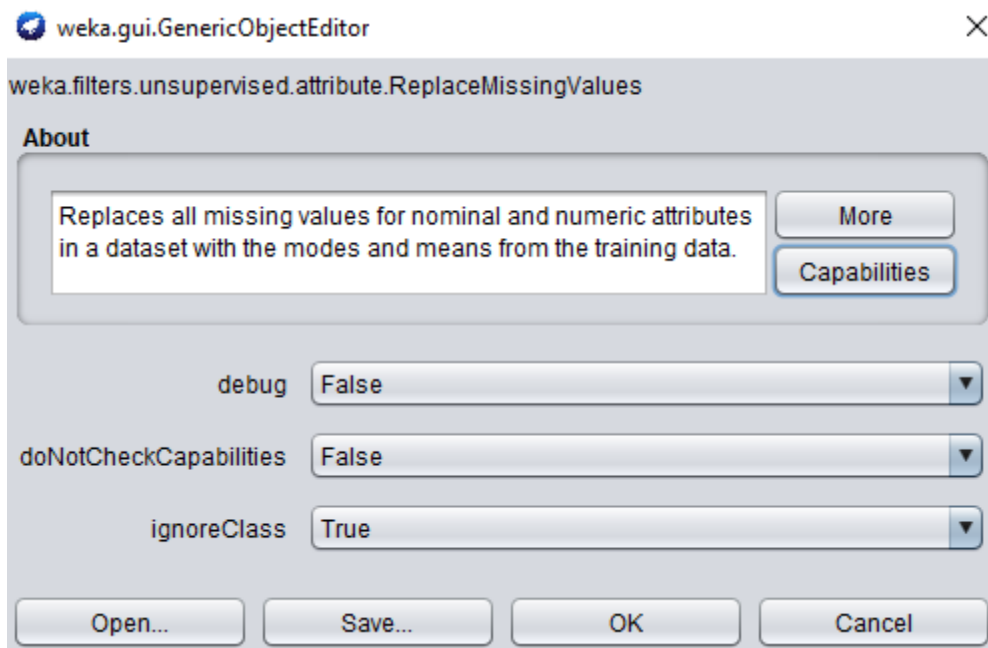 weka.gui.GenericObjectEditor
weka.filters.unsupervised.attribute.ReplaceMissingValues
About
Replaces all missing values for nominal and numeric attributes
in a dataset with the modes and means from the training data.
More
Capabilities
debug False
doNotCheckCapabilities False
ignoreClass True
Open... Save... OK Cancel